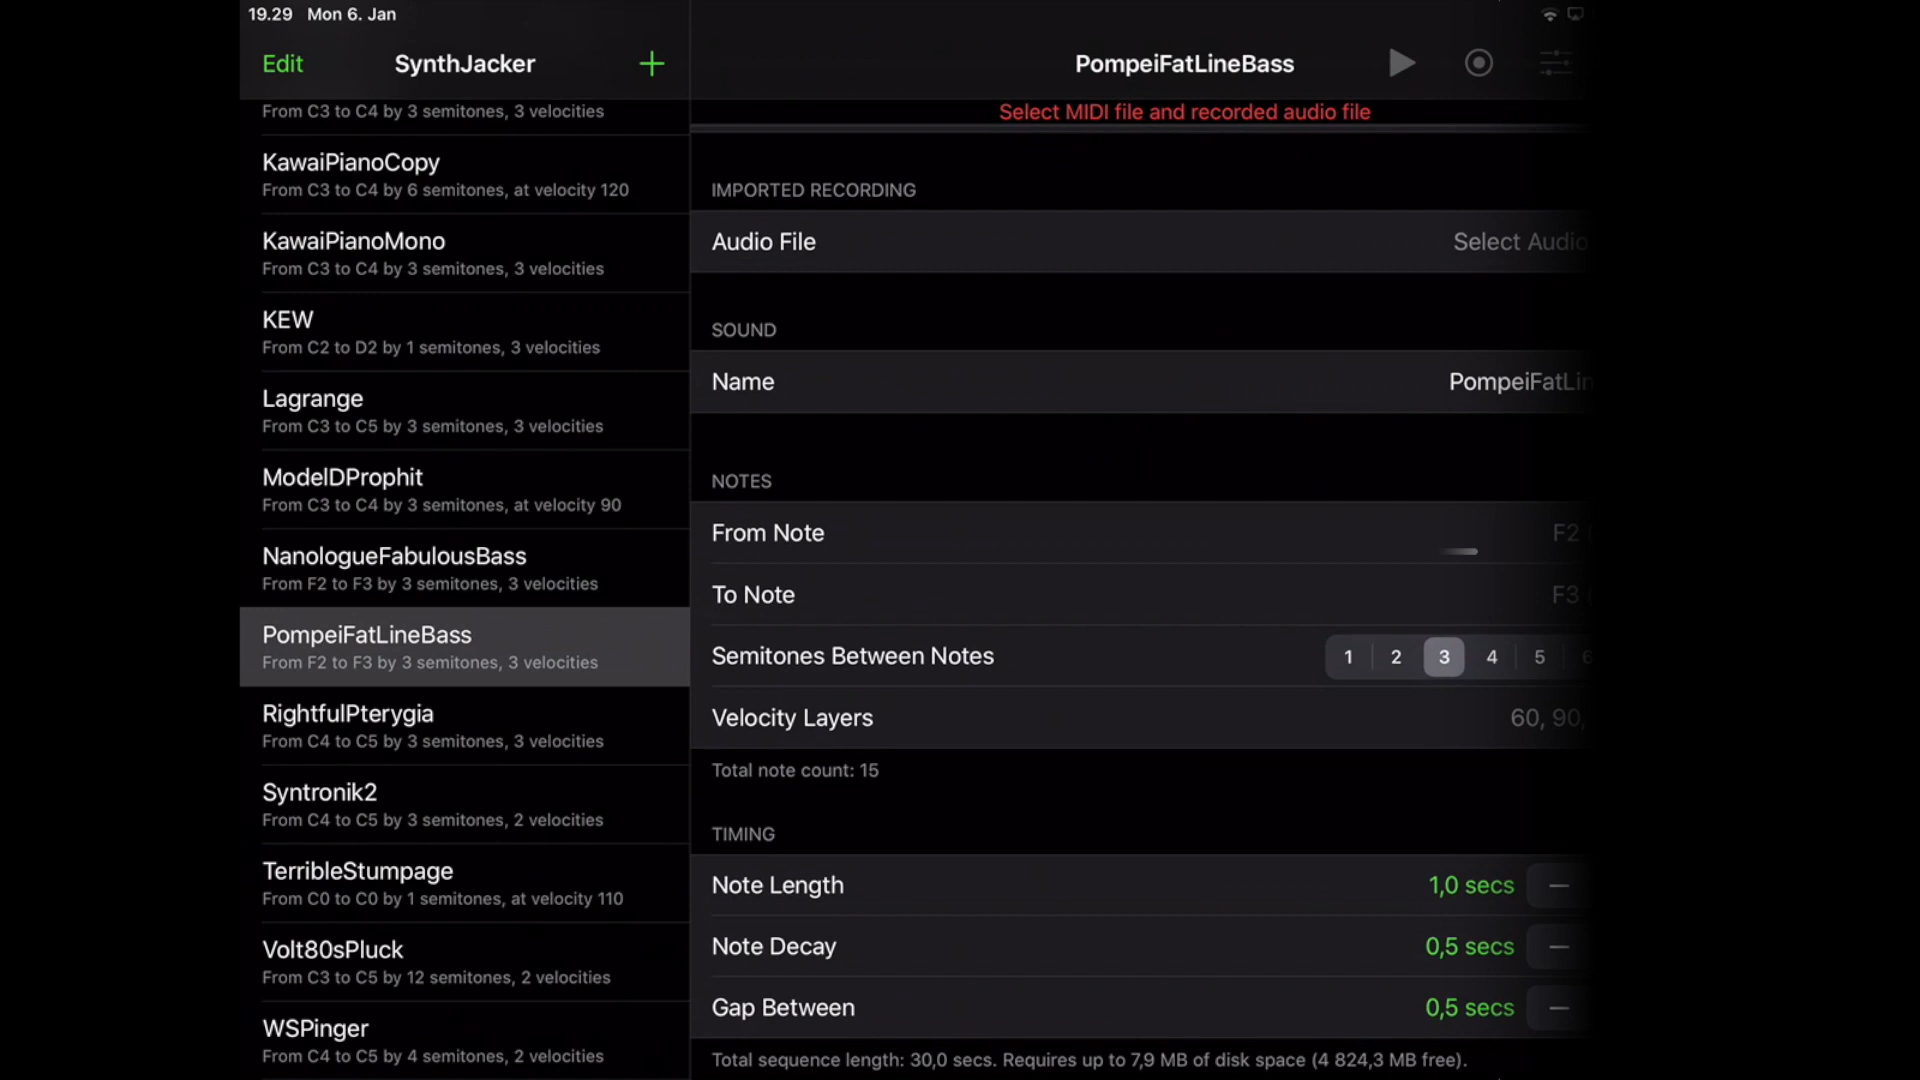 19.29 Mon 6. Jan
Edit
SynthJacker
From C3 to C4 by 3 semitones, 3 velocities
KawaiPianoCopy
From C3 to C4 by 6 semitones, at velocity 120
KawaiPianoMono
From C3 to C4 by 3 semitones, 3 velocities
KEW
From C2 to D2 by 1 semitones, 3 velocities
Lagrange
From C3 to C5 by 3 semitones, 3 velocities
ModelDProphit
From C3 to C4 by 3 semitones, at velocity 90
NanologueFabulousBass
From F2 to F3 by 3 semitones, 3 velocities
PompeiFatLineBass
From F2 to F3 by 3 semitones, 3 velocities
RightfulPterygia
From C4 to C5 by 3 semitones, 3 velocities
Syntronik2
From C4 to C5 by 3 semitones, 2 velocities
TerribleStumpage
From C0 to C0 by 1 semitones, at velocity 110
Volt80sPluck
From C3 to C5 by 12 semitones, 2 velocities
WSPinger
From C4 to C5 by 4 semitones, 2 velocities
PompeiFatLineBass
Select MIDI file and recorded audio file
IMPORTED RECORDING
Audio File Select Audio
SOUND
Name PompeiFatLin
NOTES
From Note F2
To Note F3
Semitones Between Notes 1 2 3 4 5 6
Velocity Layers 60, 90,
Total note count: 15
TIMING
Note Length 1,0 secs
Note Decay 0,5 secs
Gap Between 0,5 secs
Total sequence length: 30,0 secs. Requires up to 7,9 MB of disk space (4 824,3 MB free).